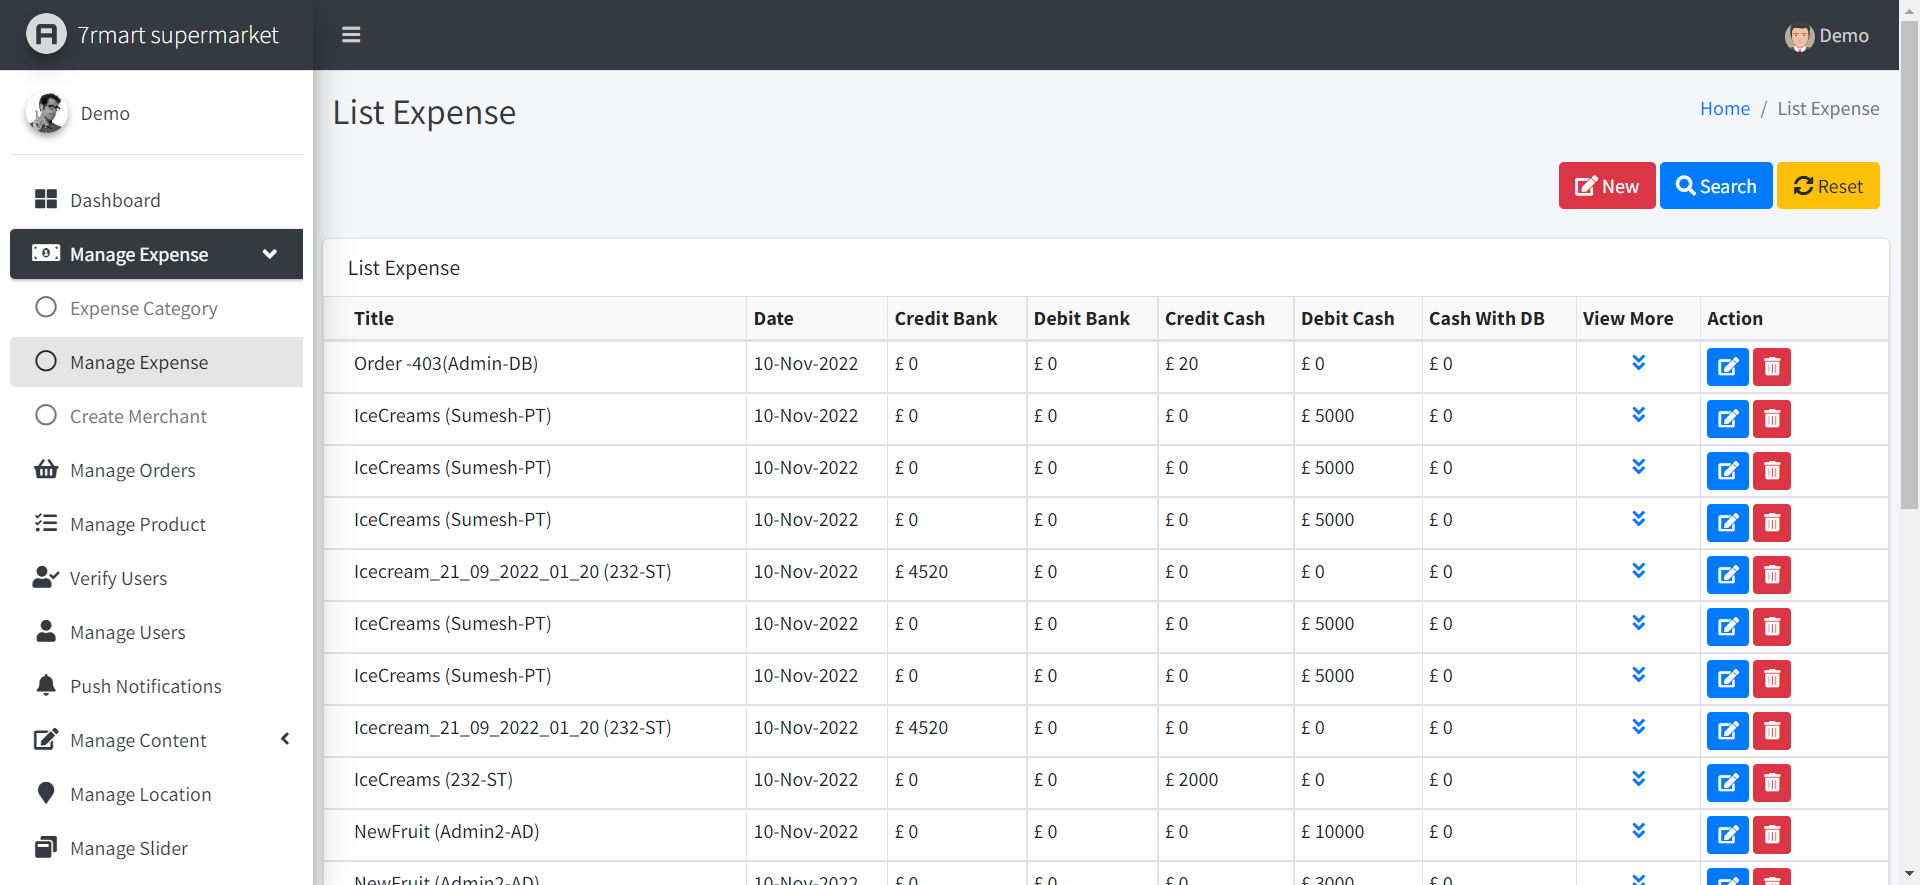 7rmart supermarket
Demo
Demo
List Expense
Home / List Expense
Dashboard
Manage Expense
Expense Category
Manage Expense
Create Merchant
Manage Orders
Manage Product
Verify Users
Manage Users
Push Notifications
Manage Content
Manage Location
Manage Slider
New Search Reset
List Expense
Title Date Credit Bank Debit Bank Credit Cash Debit Cash Cash With DB View More Action
Order -403(Admin-DB) 10-Nov-2022 £ 0 £ 0 £ 20 £ 0 £ 0
IceCreams (Sumesh-PT) 10-Nov-2022 £ 0 £ 0 £ 0 £ 5000 £ 0
IceCreams (Sumesh-PT) 10-Nov-2022 £ 0 £ 0 £ 0 £ 5000 £ 0
IceCreams (Sumesh-PT) 10-Nov-2022 £ 0 £ 0 £ 0 £ 5000 £ 0
Icecream_21_09_2022_01_20 (232-ST) 10-Nov-2022 £ 4520 £ 0 £ 0 £ 0 £ 0
IceCreams (Sumesh-PT) 10-Nov-2022 £ 0 £ 0 £ 0 £ 5000 £ 0
IceCreams (Sumesh-PT) 10-Nov-2022 £ 0 £ 0 £ 0 £ 5000 £ 0
Icecream_21_09_2022_01_20 (232-ST) 10-Nov-2022 £ 4520 £ 0 £ 0 £ 0 £ 0
IceCreams (232-ST) 10-Nov-2022 £ 0 £ 0 £ 2000 £ 0 £ 0
NewFruit (Admin2-AD) 10-Nov-2022 £ 0 £ 0 £ 0 £ 10000 £ 0
NewFruit (Admin2-AD) 10-Nov-2022 £ 0 £ 0 £ 0 £ 3000 £ 0